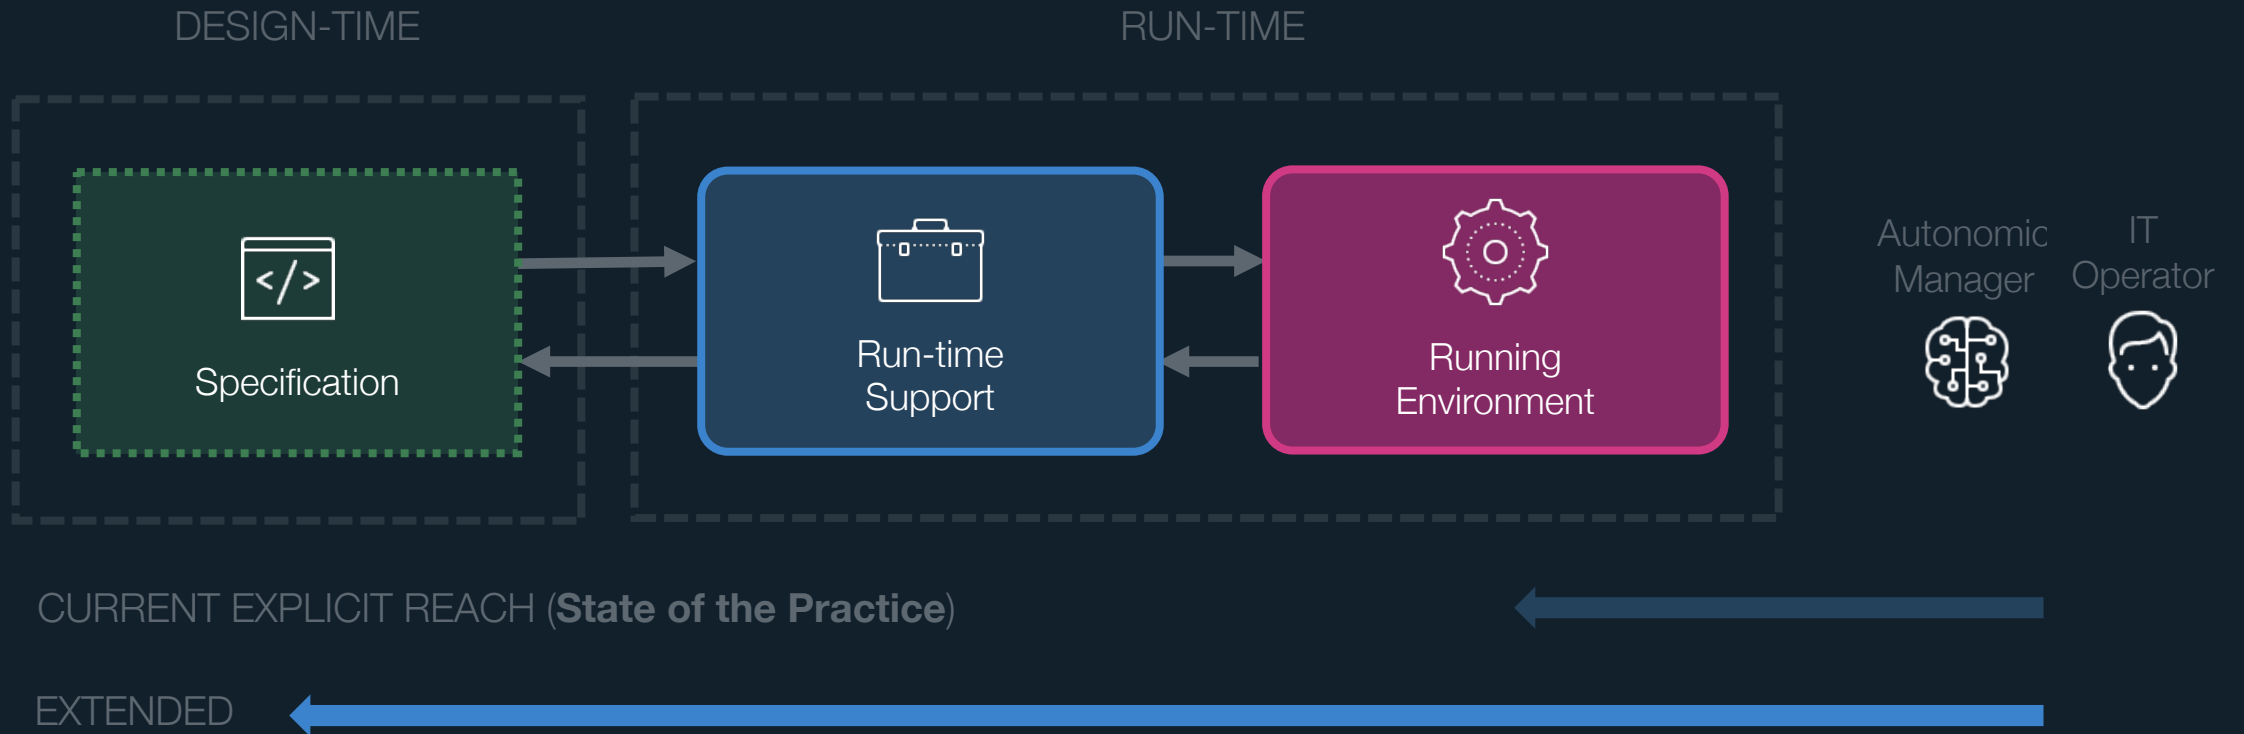 DESIGN-TIME
RUN-TIME
</>
Specification
Run-time
Support
Running
Environment
Autonomic
Manager
IT
Operator
CURRENT EXPLICIT REACH (State of the Practice)
EXTENDED